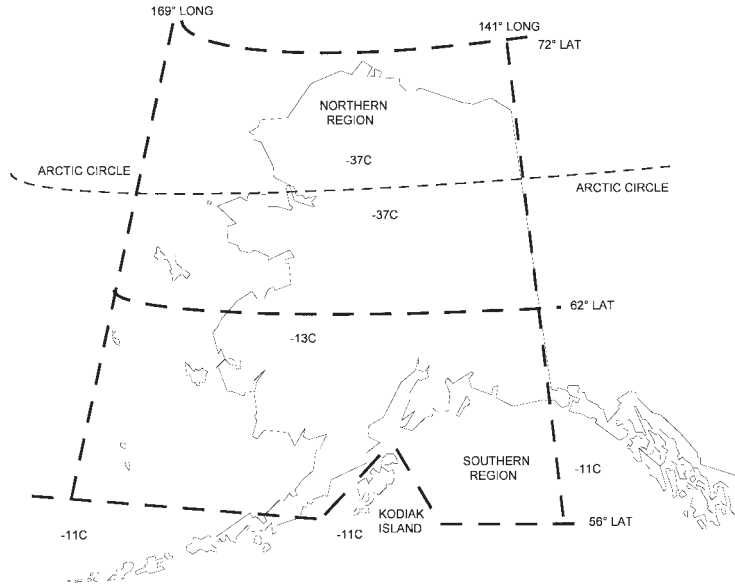 169° LONG
141° LONG
72° LAT
NORTHERN
REGION
-37C
ARCTIC CIRCLE
ARCTIC CIRCLE
-37C
62° LAT
-13C
SOUTHERN
REGION
-11C
KODIAK
ISLAND
56° LAT
-11C
-11C